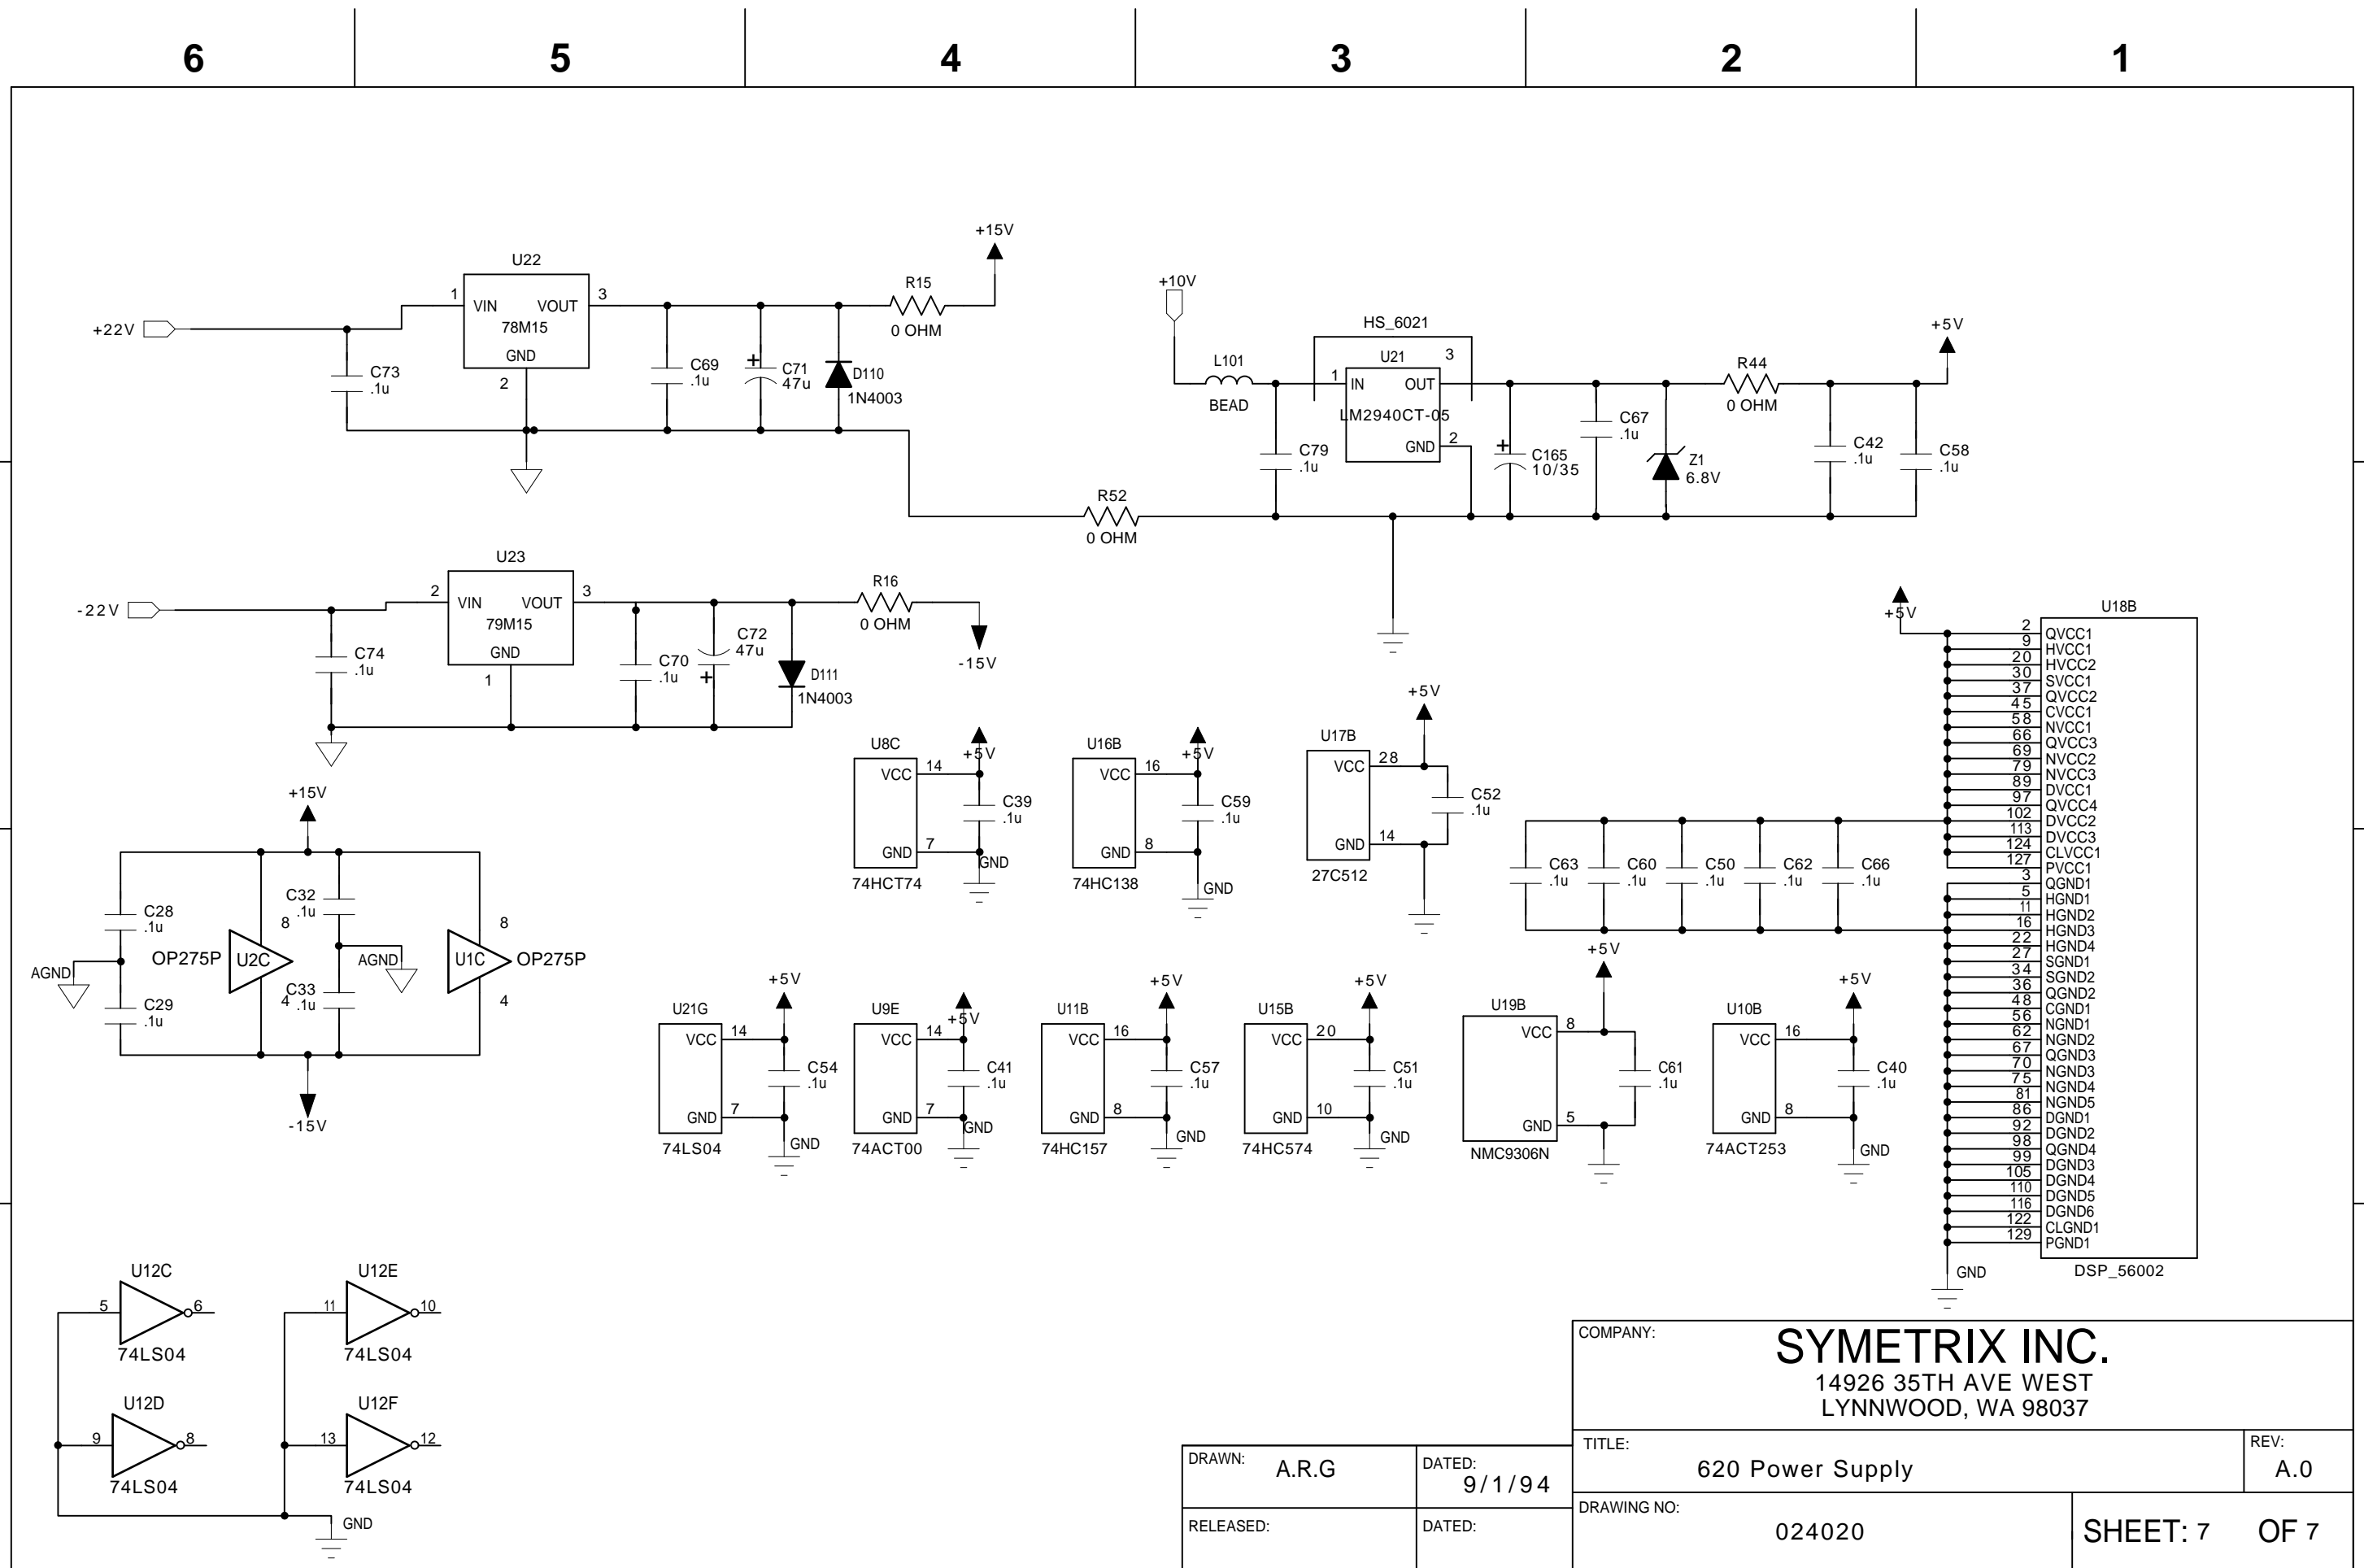 6 5 4 3 2 1
+22V
U22
1 VIN VOUT 3
78M15
GND
2
C73
.1u
C69
.1u
+ C71
47u
D110
1N4003
R15
0 OHM
+15V
R52
0 OHM
+10V
L101
BEAD
HS_6021
U21 3
1 IN OUT
LM2940CT-05
GND 2
C79
.1u
+ C165
10/35
C67
.1u
Z1
6.8V
R44
0 OHM
C42
.1u
C58
.1u
+5V
-22V
U23
2 VIN VOUT 3
79M15
GND
1
C74
.1u
C70
.1u
C72
47u
+
D111
1N4003
R16
0 OHM
-15V
+15V
C28
.1u
C29
.1u
AGND
OP275P U2C
8
4
C32
.1u
C33
.1u
AGND
8
U1C OP275P
4
-15V
U8C
VCC 14
GND 7
74HCT74
+5V
C39
.1u
GND
U16B
VCC 16
GND 8
74HC138
+5V
C59
.1u
GND
U17B
VCC 28
GND 14
27C512
+5V
C52
.1u
C63
.1u
C60
.1u
C50
.1u
C62
.1u
C66
.1u
U21G
VCC 14
GND 7
74LS04
+5V
C54
.1u
GND
U9E
VCC 14
GND 7
74ACT00
+5V
C41
.1u
GND
U11B
VCC 16
GND 8
74HC157
+5V
C57
.1u
GND
U15B
VCC 20
GND 10
74HC574
+5V
C51
.1u
GND
U19B
VCC 8
GND 5
NMC9306N
+5V
C61
.1u
U10B
VCC 16
GND 8
74ACT253
+5V
C40
.1u
GND
+5V
U18B
2 QVCC1
9 HVCC1
20 HVCC2
30 SVCC1
37 QVCC2
45 CVCC1
58 NVCC1
66 QVCC3
69 NVCC2
79 NVCC3
89 DVCC1
97 QVCC4
102 DVCC2
113 DVCC3
124 CLVCC1
127 PVCC1
3 QGND1
5 HGND1
11 HGND2
16 HGND3
22 HGND4
27 SGND1
34 SGND2
36 QGND2
48 CGND1
56 NGND1
62 NGND2
67 QGND3
70 NGND3
75 NGND4
81 NGND5
86 DGND1
92 DGND2
98 QGND4
99 DGND3
105 DGND4
110 DGND5
116 DGND6
122 CLGND1
129 PGND1
DSP_56002
GND
U12C
5 6
74LS04
U12E
11 10
74LS04
U12D
9 8
74LS04
U12F
13 12
74LS04
GND
COMPANY:
SYMETRIX INC.
14926 35TH AVE WEST
LYNNWOOD, WA 98037
DRAWN: A.R.G
DATED: 9/1/94
TITLE:
620 Power Supply
REV:
A.0
RELEASED:
DATED:
DRAWING NO:
024020
SHEET: 7 OF 7